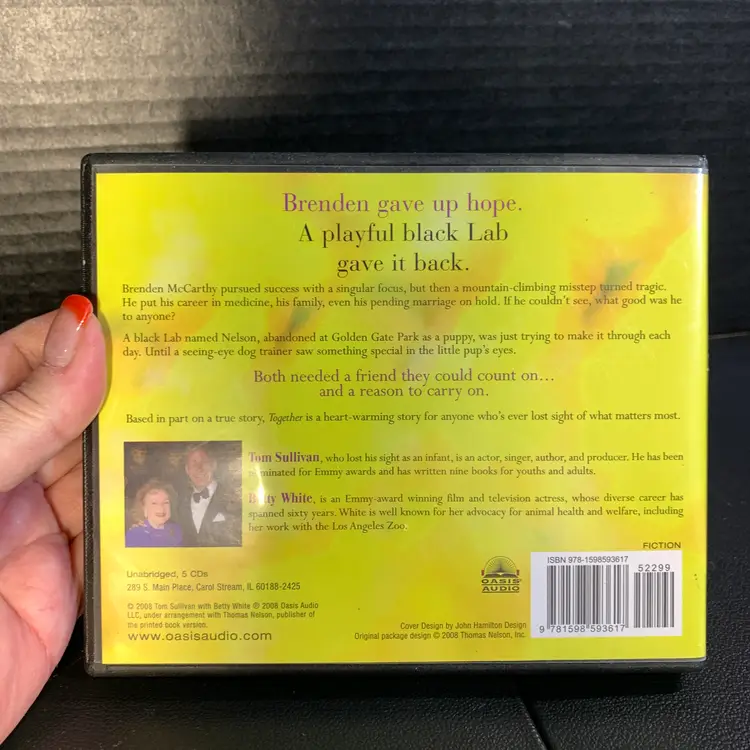 Brenden gave up hope.
A playful black Lab
gave it back.
Brenden McCarthy pursued success with a singular focus, but then a mountain-climbing misstep turned tragic.
He put his career in medicine, his family, even his pending marriage on hold. If he couldn't see, what good was he
to anyone?
A black Lab named Nelson, abandoned at Golden Gate Park as a puppy, was just trying to make it through each
day. Until a seeing-eye dog trainer saw something special in the little pup's eyes.
Both needed a friend they could count on...
and a reason to carry on.
Based in part on a true story, Together is a heart-warming story for anyone who's ever lost sight of what matters most.
Tom Sullivan, who lost his sight as an infant, is an actor, singer, author, and producer. He has been
nominated for Emmy awards and has written nine books for youths and adults.
Betty White, is an Emmy-award winning film and television actress, whose diverse career has
spanned sixty years. White is well known for her advocacy for animal health and welfare, including
her work with the Los Angeles Zoo.
FICTION
Unabridged, 5 CDs
289 S. Main Place, Carol Stream, IL 60188-2425
© 2008 Tom Sullivan with Betty White © 2008 Oasis Audio
LLC, under arrangement with Thomas Nelson, publisher of
the printed book version.
www.oasisaudio.com
OASIS
AUDIO
Cover Design by John Hamilton Design
Original package design © 2008 Thomas Nelson, Inc.
ISBN 978-1598593617
52299
9 781598 593617